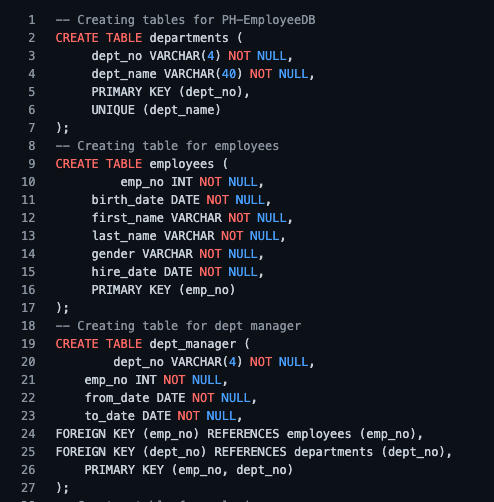 1 -- Creating tables for PH-EmployeeDB
2 CREATE TABLE departments (
3 dept_no VARCHAR(4) NOT NULL,
4 dept_name VARCHAR(40) NOT NULL,
5 PRIMARY KEY (dept_no),
6 UNIQUE (dept_name)
7 );
8 -- Creating table for employees
9 CREATE TABLE employees (
10 emp_no INT NOT NULL,
11 birth_date DATE NOT NULL,
12 first_name VARCHAR NOT NULL,
13 last_name VARCHAR NOT NULL,
14 gender VARCHAR NOT NULL,
15 hire_date DATE NOT NULL,
16 PRIMARY KEY (emp_no)
17 );
18 -- Creating table for dept manager
19 CREATE TABLE dept_manager (
20 dept_no VARCHAR(4) NOT NULL,
21 emp_no INT NOT NULL,
22 from_date DATE NOT NULL,
23 to_date DATE NOT NULL,
24 FOREIGN KEY (emp_no) REFERENCES employees (emp_no),
25 FOREIGN KEY (dept_no) REFERENCES departments (dept_no),
26 PRIMARY KEY (emp_no, dept_no)
27 );